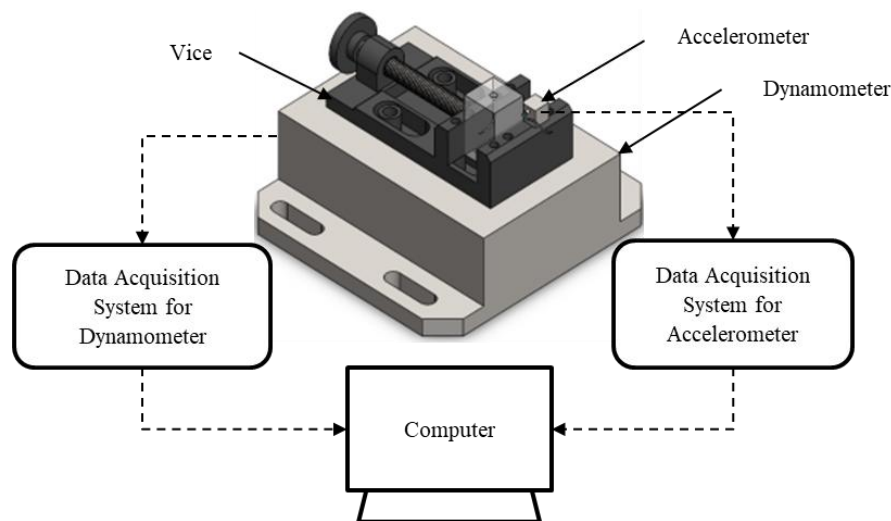 Vice
Accelerometer
Dynamometer
Data Acquisition
System for
Dynamometer
Data Acquisition
System for
Accelerometer
Computer